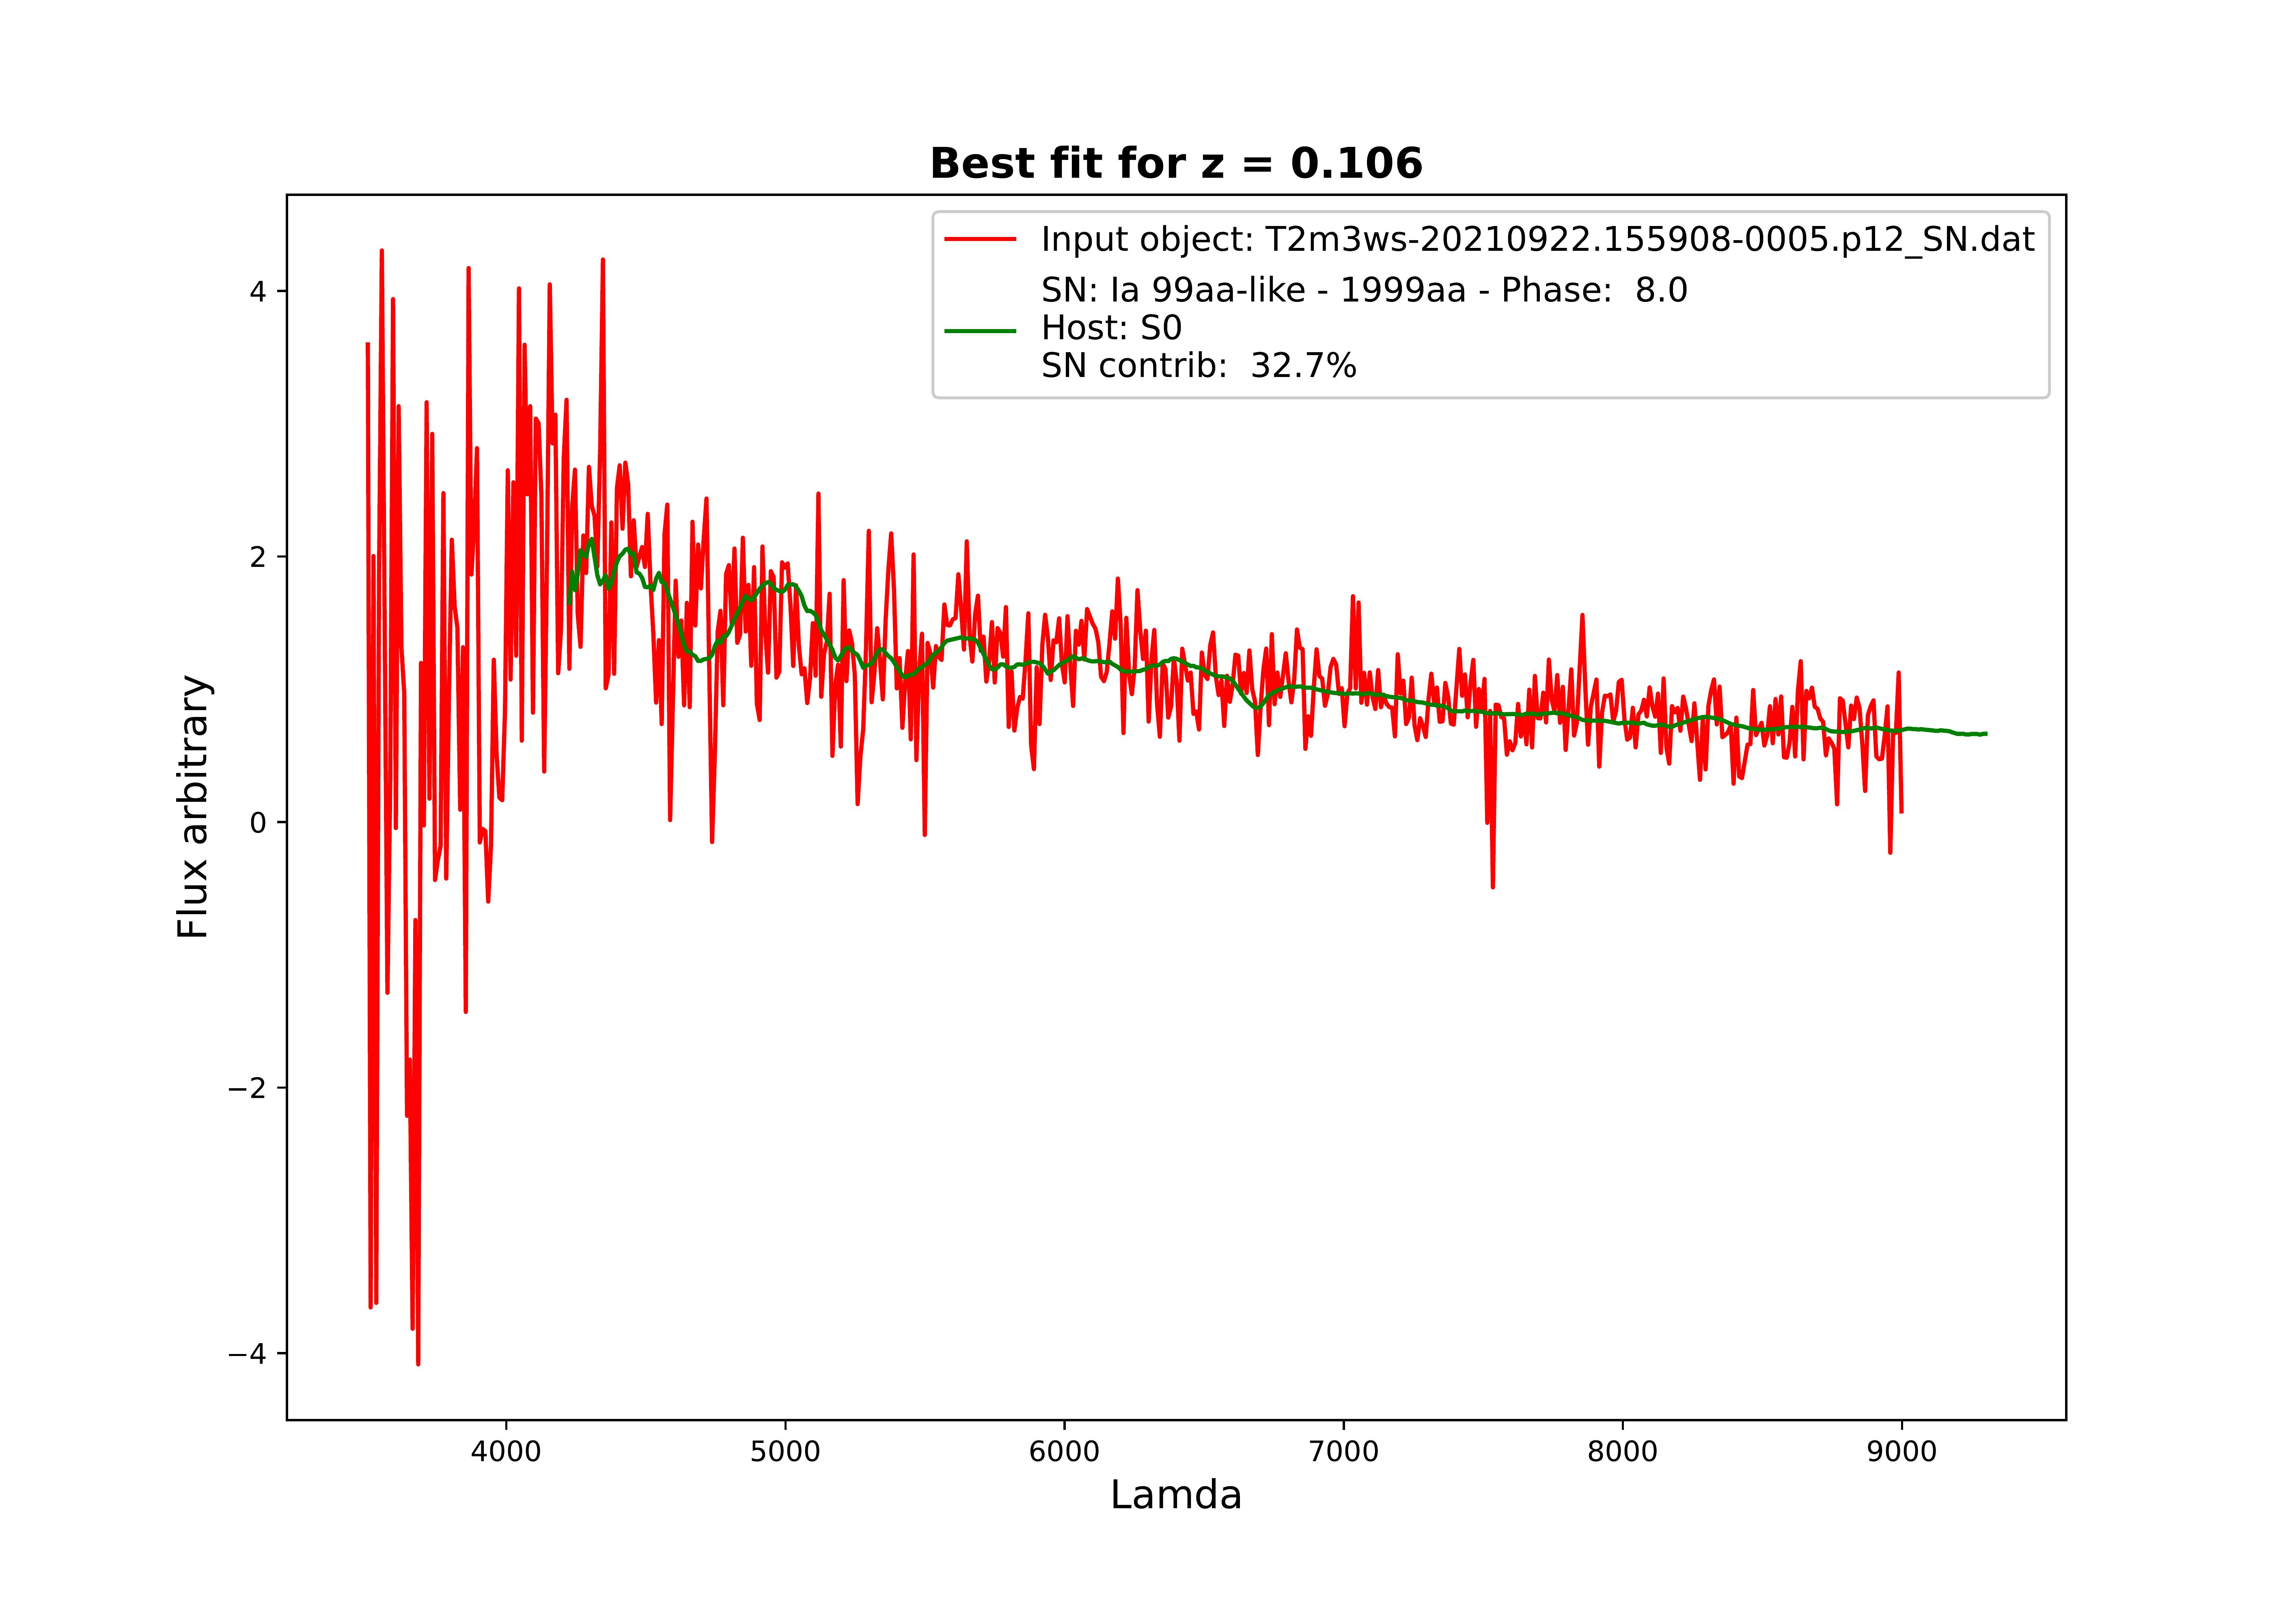 Best fit for z = 0.106
Input object: T2m3ws-20210922.155908-0005.p12_SN.dat
SN: Ia 99aa-like - 1999aa - Phase:  8.0
Host: S0
SN contrib:  32.7%
Flux arbitrary
4
2
0
−2
−4
4000 5000 6000 7000 8000 9000
Lamda